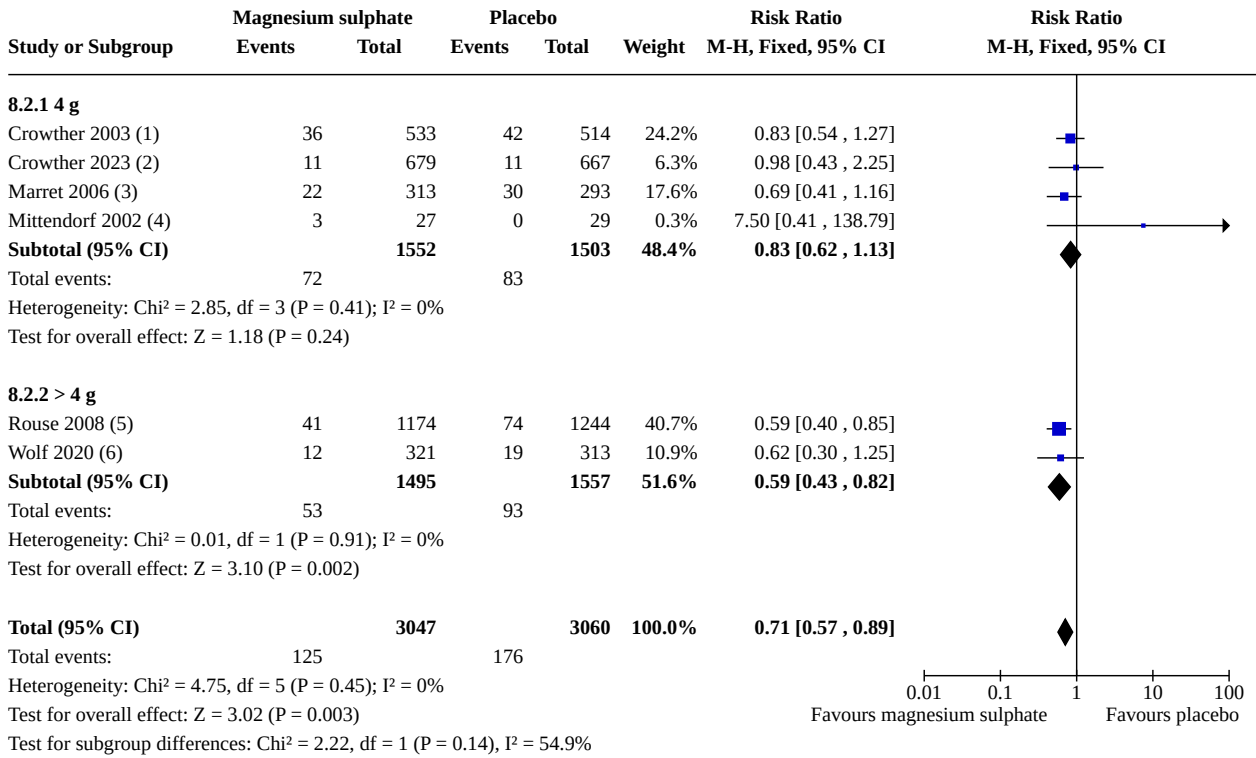 Magnesium sulphate Placebo Risk Ratio Risk Ratio
Study or Subgroup Events Total Events Total Weight M-H, Fixed, 95% CI M-H, Fixed, 95% CI
8.2.1 4 g
Crowther 2003 (1) 36 533 42 514 24.2% 0.83 [0.54 , 1.27]
Crowther 2023 (2) 11 679 11 667 6.3% 0.98 [0.43 , 2.25]
Marret 2006 (3) 22 313 30 293 17.6% 0.69 [0.41 , 1.16]
Mittendorf 2002 (4) 3 27 0 29 0.3% 7.50 [0.41 , 138.79]
Subtotal (95% CI) 1552 1503 48.4% 0.83 [0.62 , 1.13]
Total events: 72 83
Heterogeneity: Chi² = 2.85, df = 3 (P = 0.41); I² = 0%
Test for overall effect: Z = 1.18 (P = 0.24)
8.2.2 > 4 g
Rouse 2008 (5) 41 1174 74 1244 40.7% 0.59 [0.40 , 0.85]
Wolf 2020 (6) 12 321 19 313 10.9% 0.62 [0.30 , 1.25]
Subtotal (95% CI) 1495 1557 51.6% 0.59 [0.43 , 0.82]
Total events: 53 93
Heterogeneity: Chi² = 0.01, df = 1 (P = 0.91); I² = 0%
Test for overall effect: Z = 3.10 (P = 0.002)
Total (95% CI) 3047 3060 100.0% 0.71 [0.57 , 0.89]
Total events: 125 176
Heterogeneity: Chi² = 4.75, df = 5 (P = 0.45); I² = 0%
Test for overall effect: Z = 3.02 (P = 0.003)
Test for subgroup differences: Chi² = 2.22, df = 1 (P = 0.14), I² = 54.9%
0.01 0.1 1 10 100
Favours magnesium sulphate Favours placebo